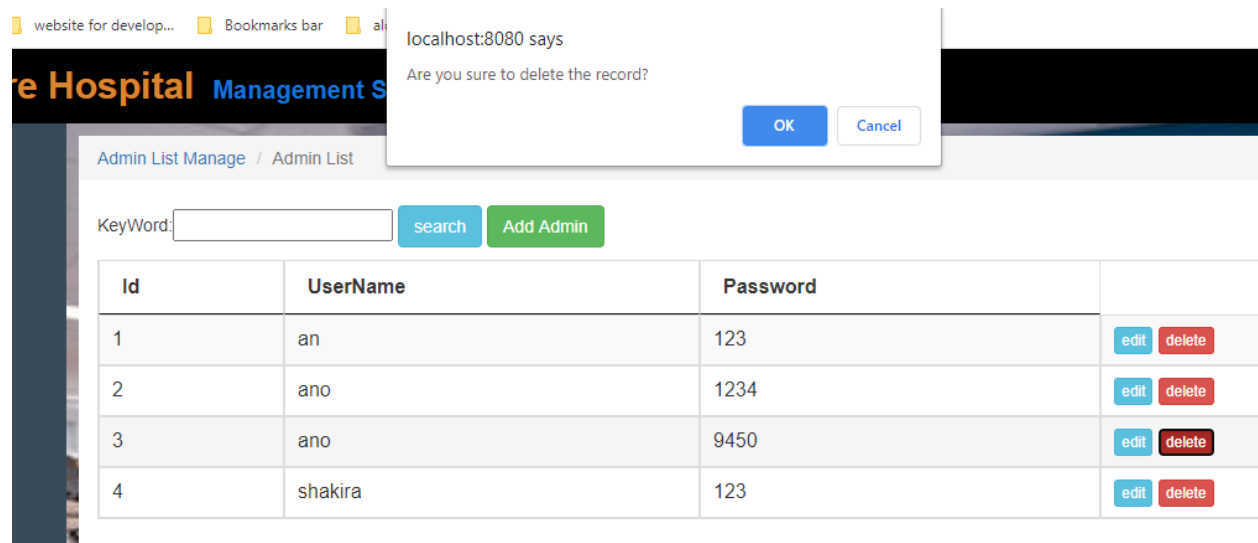 website for develop... Bookmarks bar
localhost:8080 says
Are you sure to delete the record?
OK Cancel
Hospital Management
Admin List Manage / Admin List
KeyWord: search Add Admin
Id UserName Password
1 an 123 edit delete
2 ano 1234 edit delete
3 ano 9450 edit delete
4 shakira 123 edit delete